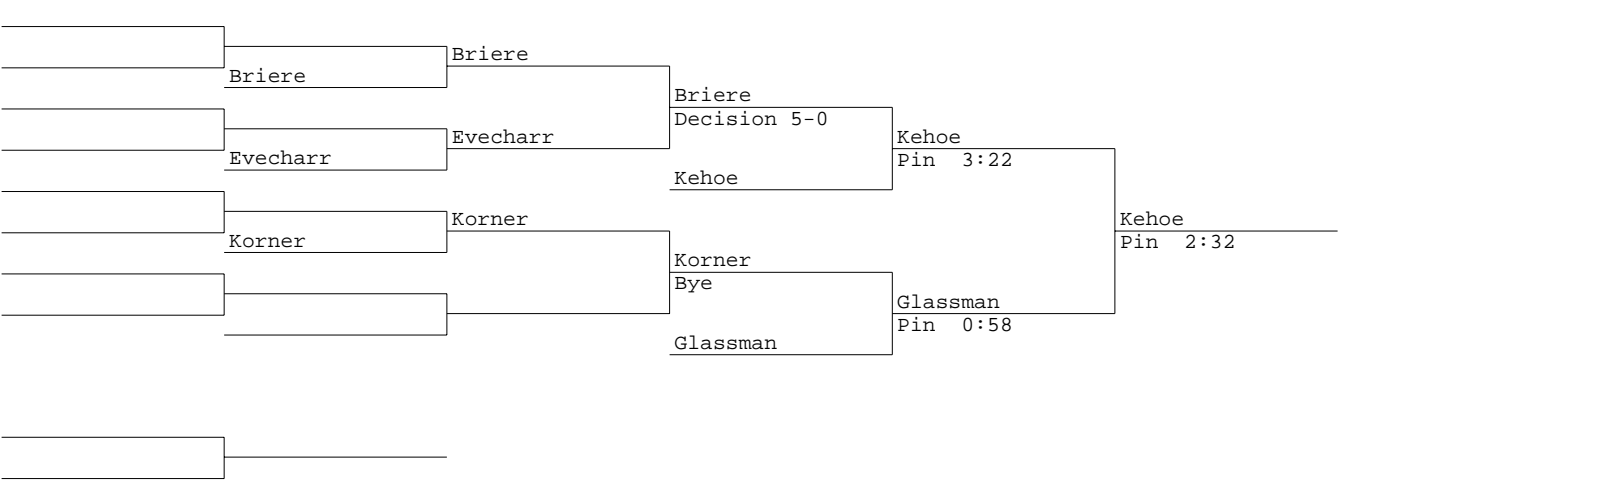 Briere
Briere
Briere
Decision 5-0
Evecharr
Kehoe
Evecharr
Pin  3:22
Kehoe
Korner
Kehoe
Korner
Pin  2:32
Korner
Bye
Glassman
Pin  0:58
Glassman